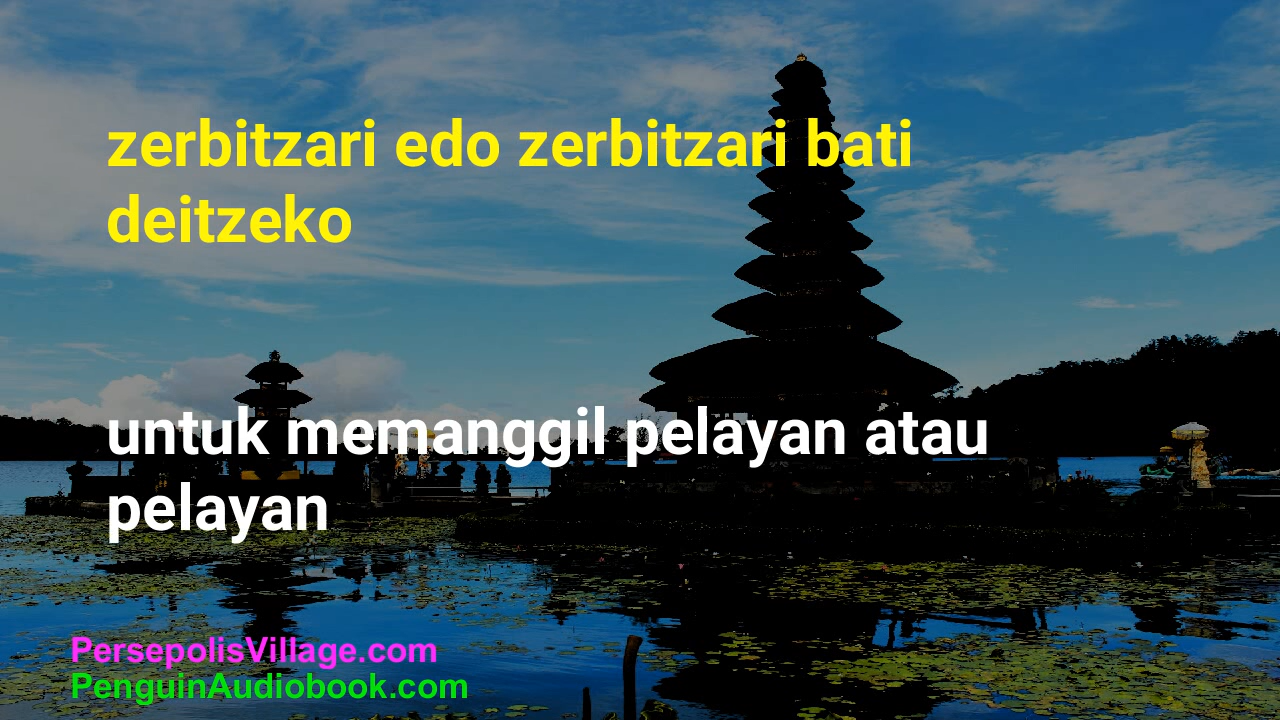 zerbitzari edo zerbitzari bati
deitzeko
untuk memanggil pelayan atau
pelayan
PersepolisVillage.com
PenguinAudiobook.com